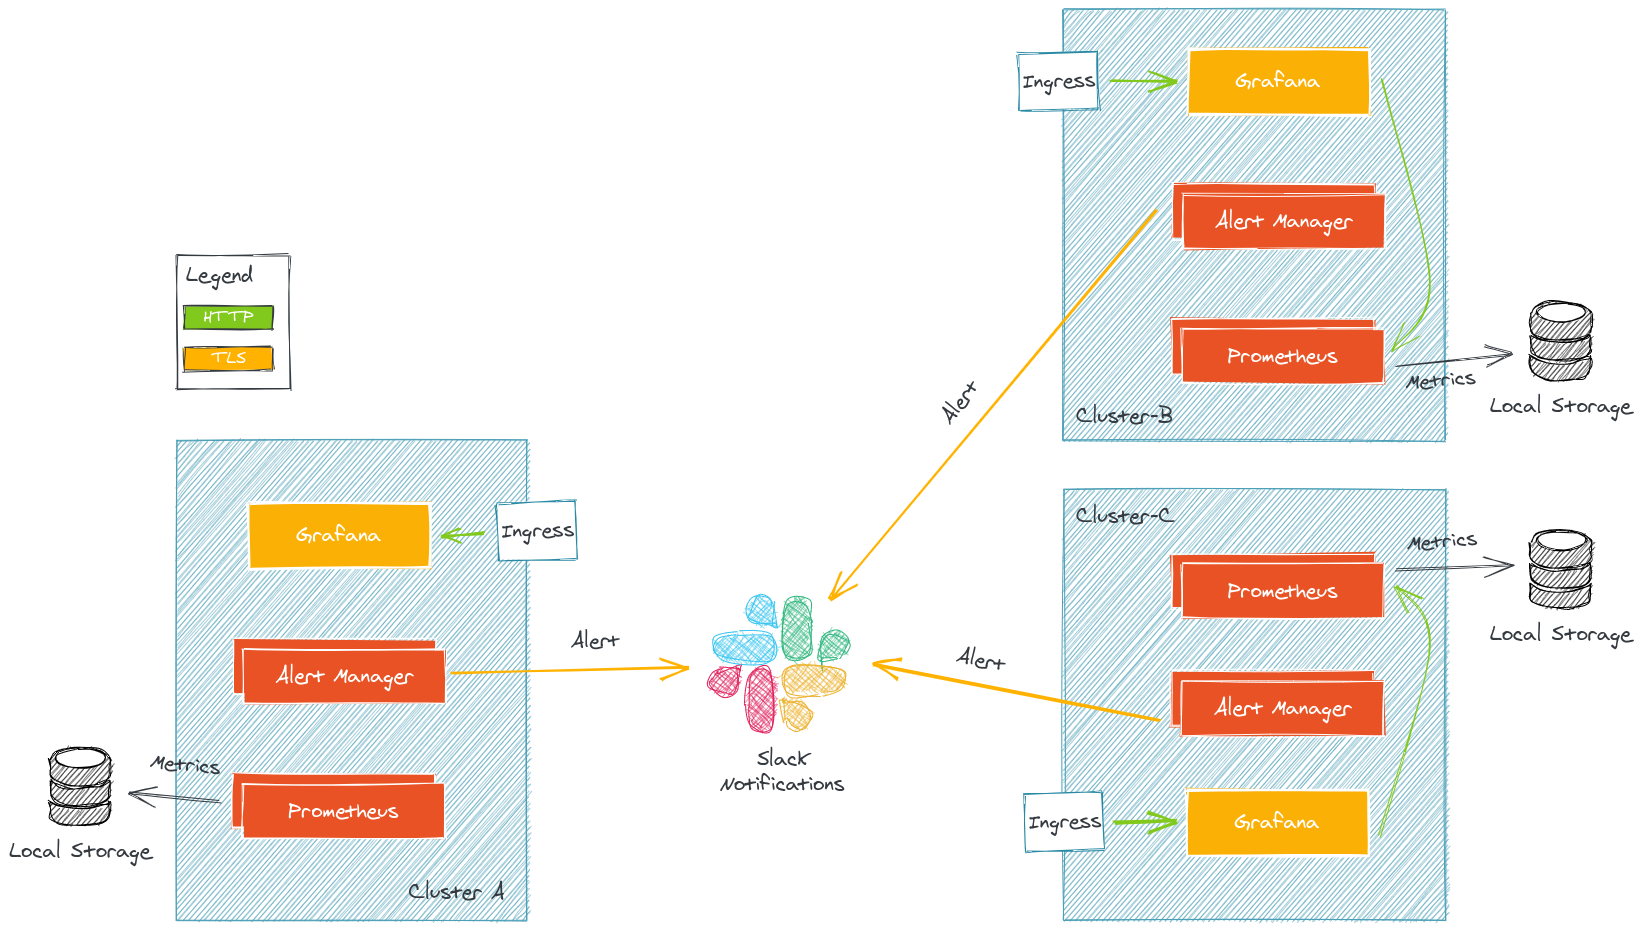 Legend
HTTP
TLS
Grafana
Ingress
Alert Manager
Prometheus
Metrics
Local Storage
Cluster A
Alert
Slack
Notifications
Alert
Alert
Ingress
Grafana
Alert Manager
Prometheus
Metrics
Local Storage
Cluster-B
Cluster-C
Prometheus
Metrics
Local Storage
Alert Manager
Ingress
Grafana